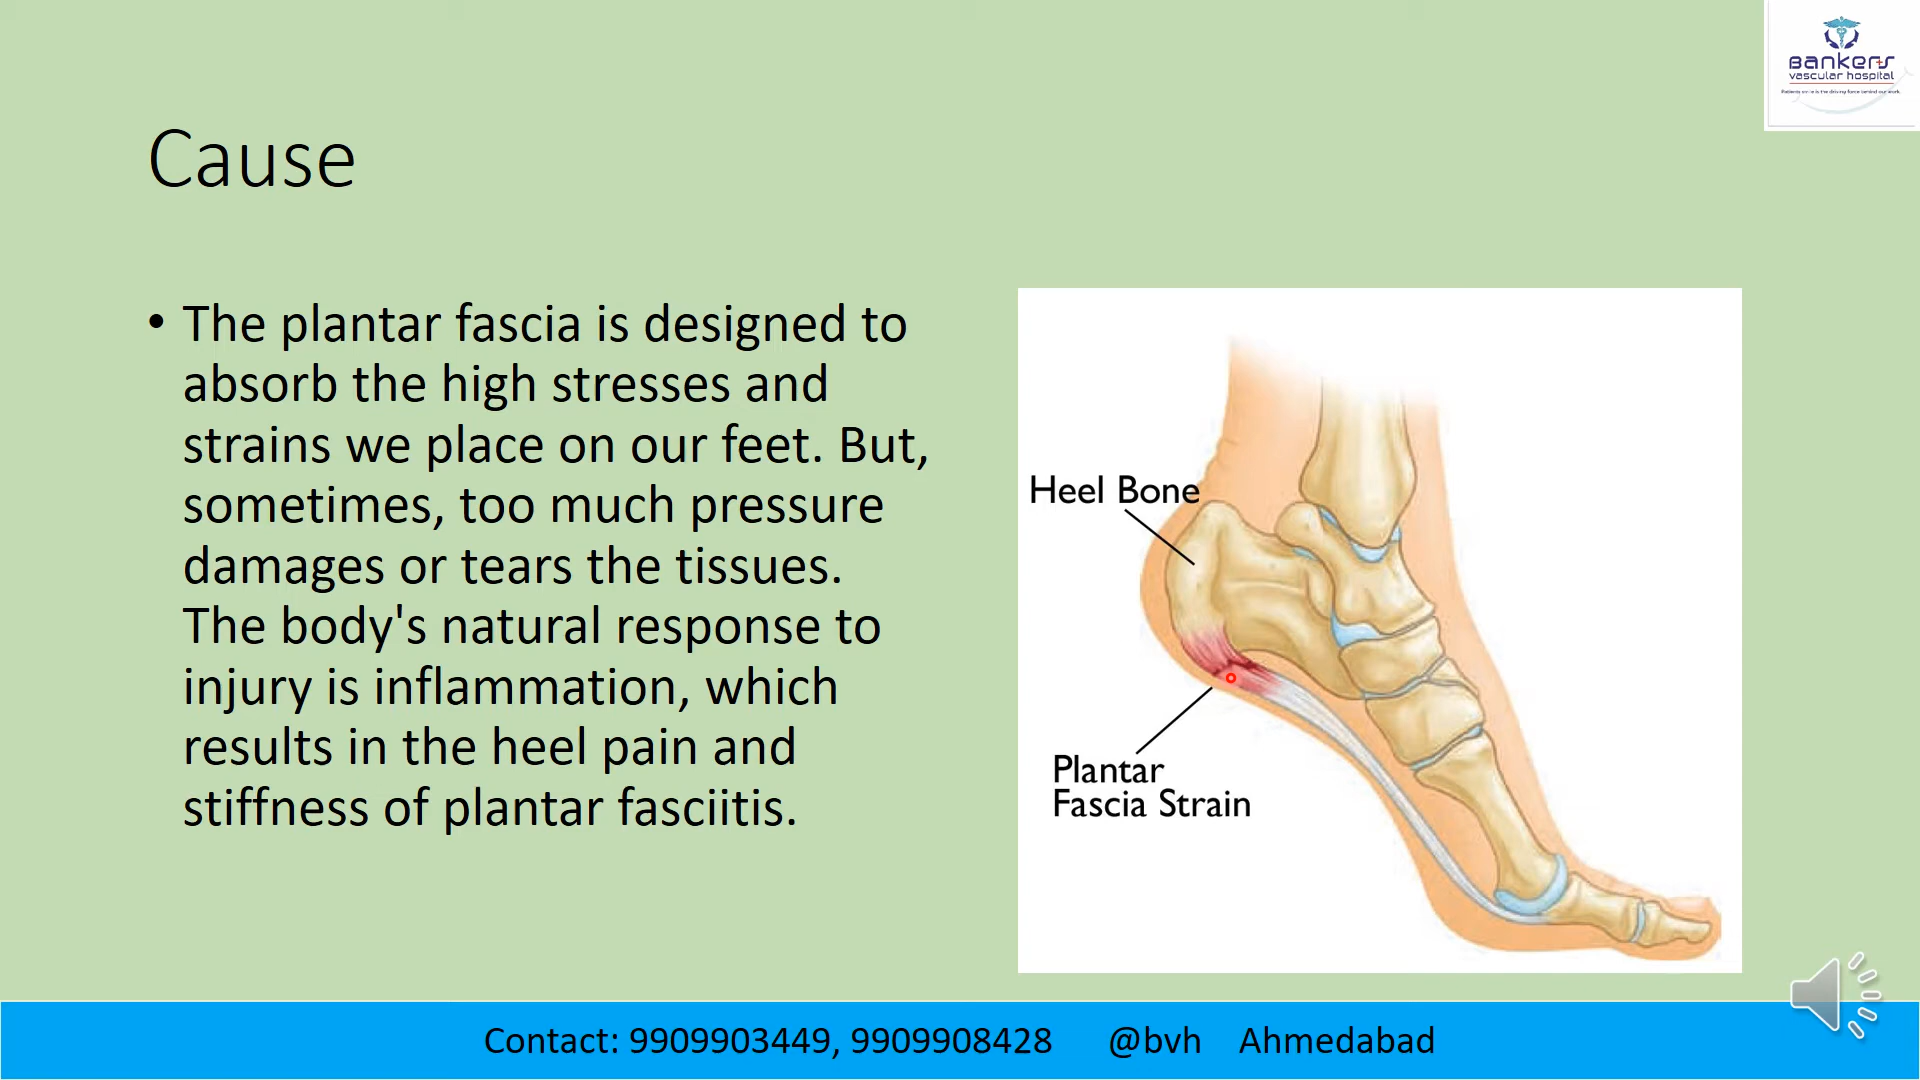 Bankers
vascular hospital
Cause
• The plantar fascia is designed to
absorb the high stresses and
strains we place on our feet. But,
sometimes, too much pressure
damages or tears the tissues.
The body's natural response to
injury is inflammation, which
results in the heel pain and
stiffness of plantar fasciitis.
Heel Bone
Plantar
Fascia Strain
Contact: 9909903449, 9909908428 @bvh Ahmedabad